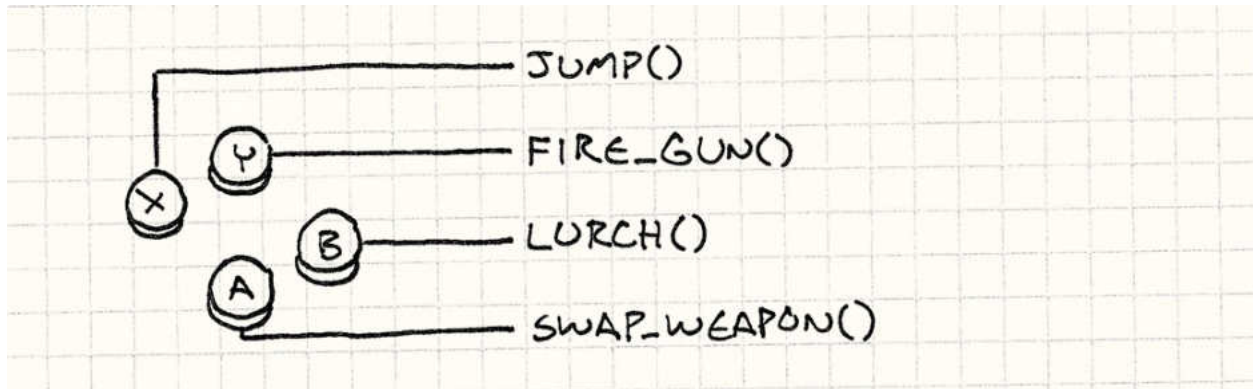 JUMP()
Y FIRE_GUN()
X
B LURCH()
A
SWAP_WEAPON()